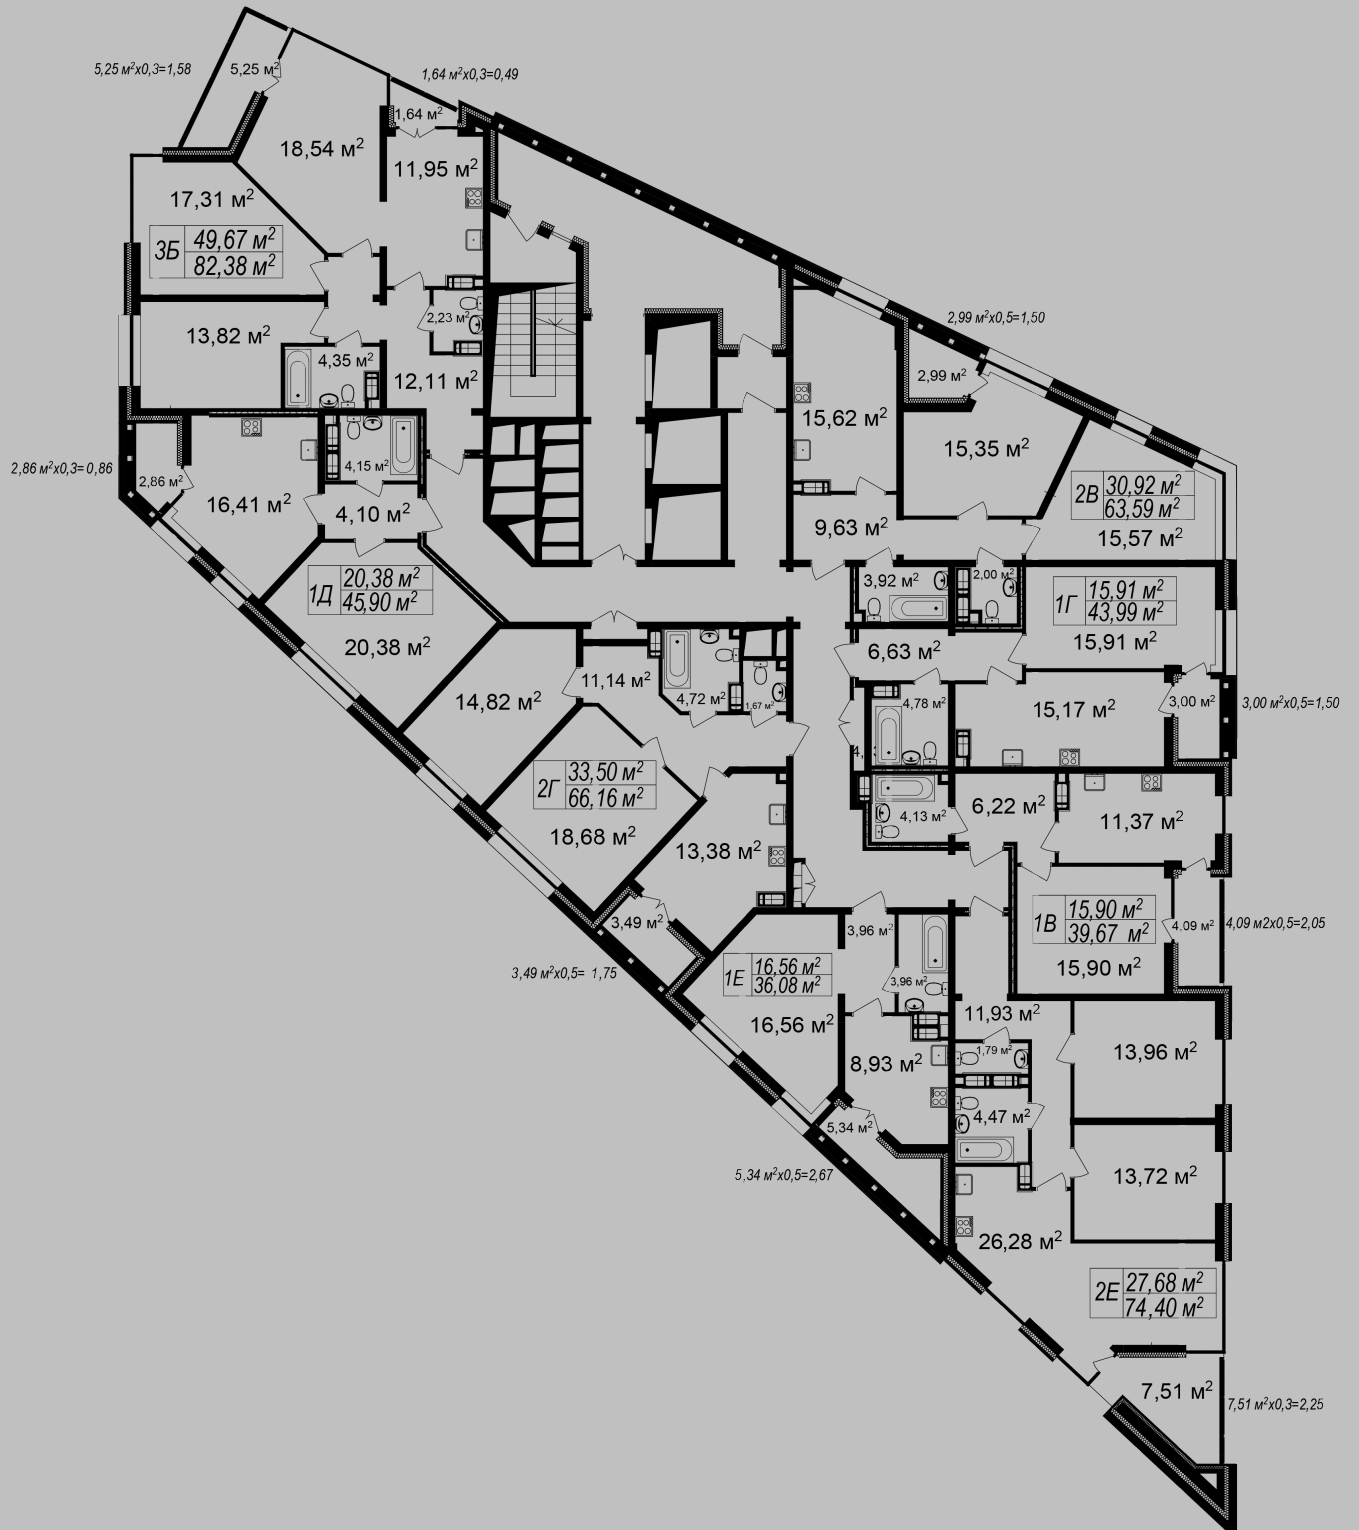 5,25 м²х0,3=1,58
5,25 м²
1,64 м²х0,3=0,49
1,64 м²
18,54 м²
11,95 м²
17,31 м²
3Б
49,67 м²
82,38 м²
13,82 м²
2,23 м²
4,35 м²
12,11 м²
2,99 м²х0,5=1,50
2,99 м²
15,62 м²
15,35 м²
2,86 м²х0,3= 0,86
2,86 м²
16,41 м²
4,15 м²
4,10 м²
2В
30,92 м²
63,59 м²
15,57 м²
9,63 м²
3,92 м²
2,00 м²
1Д
20,38 м²
45,90 м²
20,38 м²
1Г
15,91 м²
43,99 м²
15,91 м²
6,63 м²
14,82 м²
11,14 м²
4,72 м²
1,67 м²
4,78 м²
15,17 м²
3,00 м²
3,00 м²х0,5=1,50
2Г
33,50 м²
66,16 м²
18,68 м²
13,38 м²
4,13 м²
6,22 м²
11,37 м²
3,49 м²
3,49 м²х0,5= 1,75
3,96 м²
1В
15,90 м²
39,67 м²
15,90 м²
4.09 м²
4,09 м2х0,5=2,05
1Е
16,56 м²
36,08 м²
16,56 м²
3,96 м²
8,93 м²
11,93 м²
1,79 м²
13,96 м²
5,34 м²
5,34 м²х0,5=2,67
4,47 м²
13,72 м²
26,28 м²
2Е
27,68 м²
74,40 м²
7,51 м²
7,51 м²х0,3=2,25